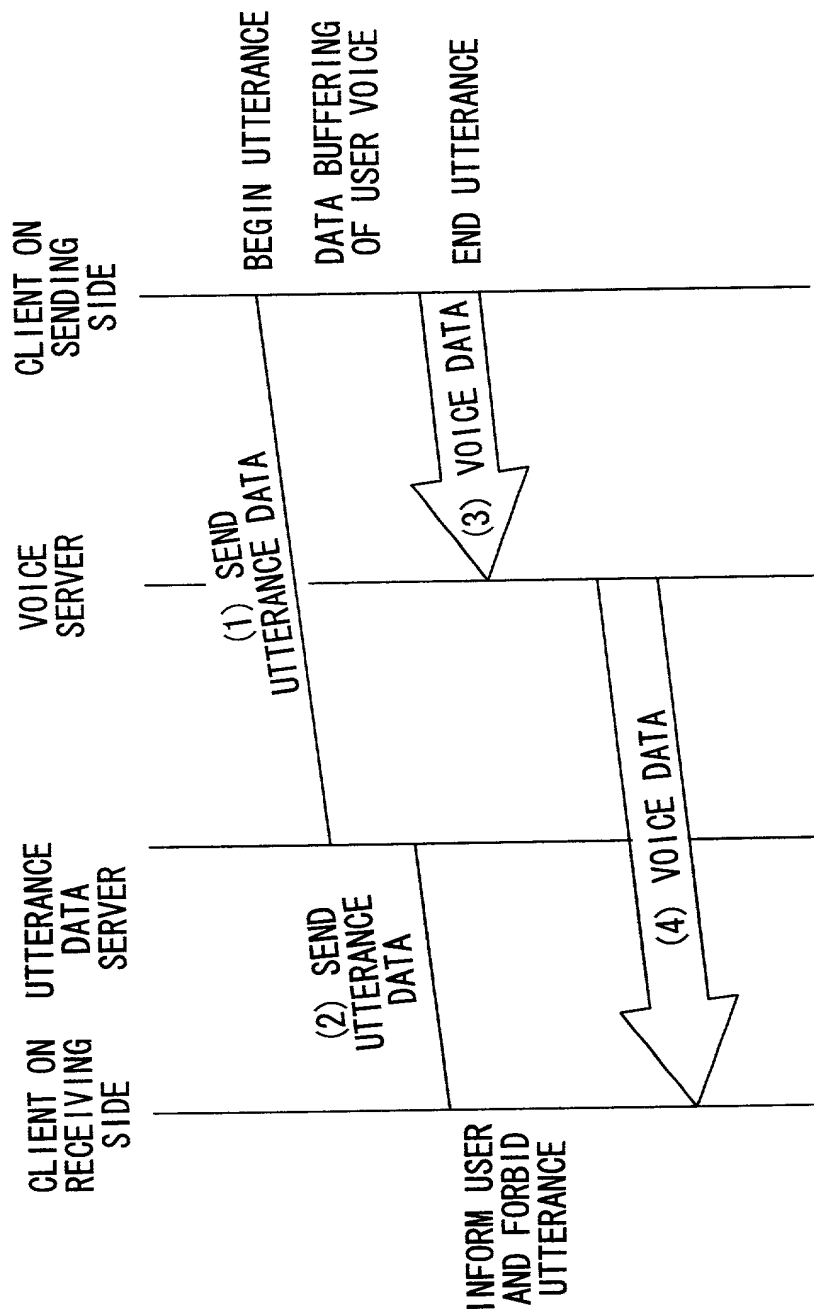 CLIENT ON
RECEIVING
SIDE
UTTERANCE
DATA
SERVER
VOICE
SERVER
CLIENT ON
SENDING
SIDE
(1) SEND
UTTERANCE DATA
BEGIN UTTERANCE
DATA BUFFERING
OF USER VOICE
(2) SEND
UTTERANCE
DATA
(3) VOICE DATA
END UTTERANCE
INFORM USER
AND FORBID
UTTERANCE
(4) VOICE DATA